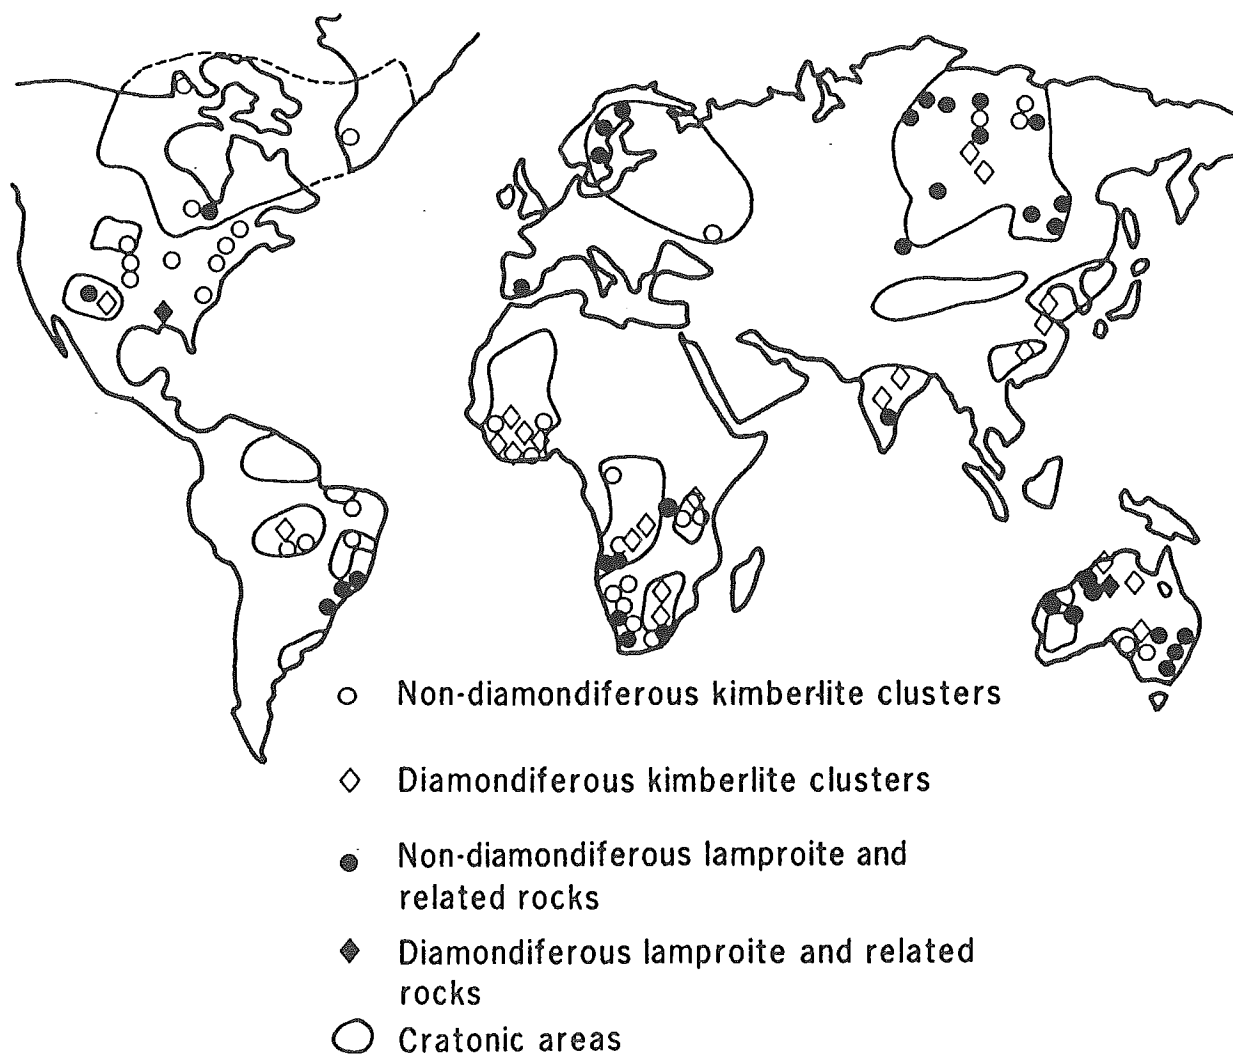 Non-diamondiferous kimberlite clusters
Diamondiferous kimberlite clusters
Non-diamondiferous lamproite and
related rocks
Diamondiferous lamproite and related
rocks
Cratonic areas